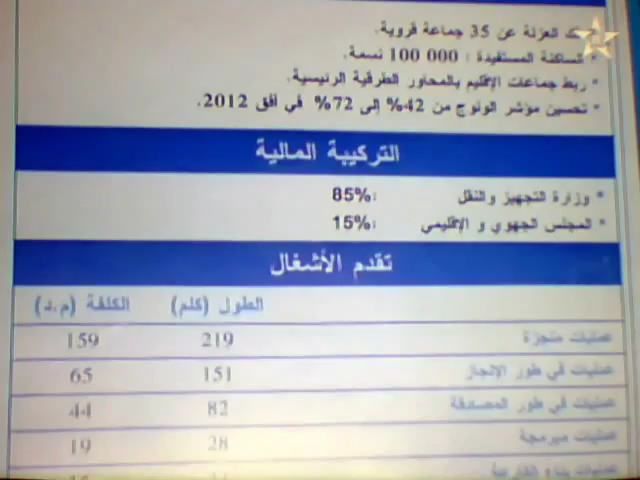 فك العزلة عن 35 جماعة قروية.
* الساكنة المستفيدة : 000 100 نسمة.
* ربط جماعات الإقليم بالمحاور الطرقية الرئيسية.
* تحسين مؤشر الولوج من 42% إلى 72% في أفق 2012.
التركيبة المالية
* وزارة التجهيز والنقل :85%
* المجلس الجهوي و الإقليمي :15%
تقدم الأشغال
الطول (كلم) الكلفة (م.د)
عمليات منجزة 219 159
عمليات في طور الإنجاز 151 65
عمليات في طور المصادقة 82 44
عمليات مبرمجة 28 19
عمليات